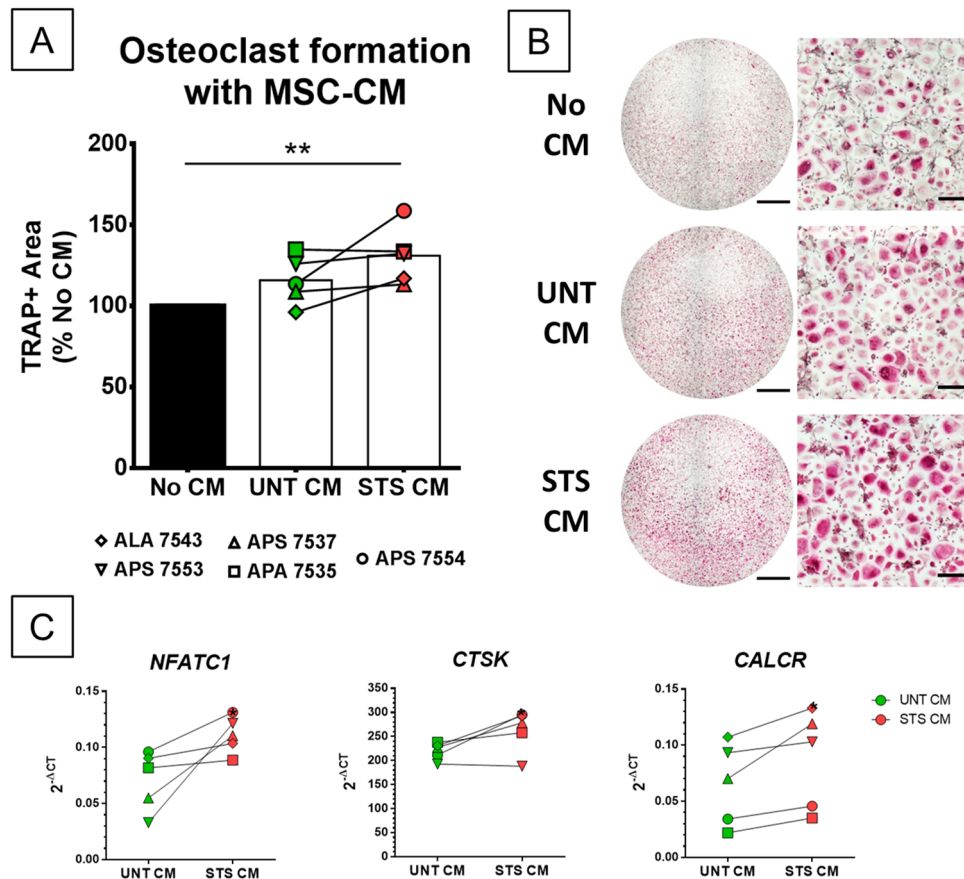 A
Osteoclast formation
with MSC-CM
TRAP+ Area
(% No CM)
200
150
100
50
0
**
No CM UNT CM STS CM
ALA 7543 APS 7537 APS 7554
APS 7553 APA 7535
B
No
CM
UNT
CM
STS
CM
C
NFATC1
2^-ΔCT
0.15
0.10
0.05
0.00
*
UNT CM STS CM
CTSK
2^-ΔCT
350
300
250
200
150
100
50
0
*
UNT CM STS CM
CALCR
2^-ΔCT
0.15
0.10
0.05
0.00
*
UNT CM STS CM
UNT CM
STS CM